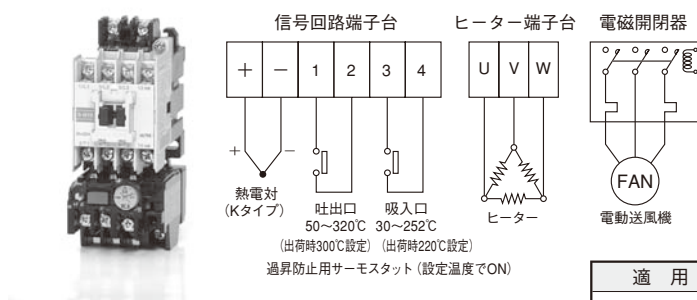 信号回路端子台
ヒーター端子台
電磁開閉器
+ − 1 2 3 4
U V W
+ −
熱電対
(Kタイプ)
吐出口
50〜320℃
(出荷時300℃設定)
吸入口
30〜252℃
(出荷時220℃設定)
ヒーター
FAN
電動送風機
過昇防止用サーモスタット(設定温度でON)
適 用